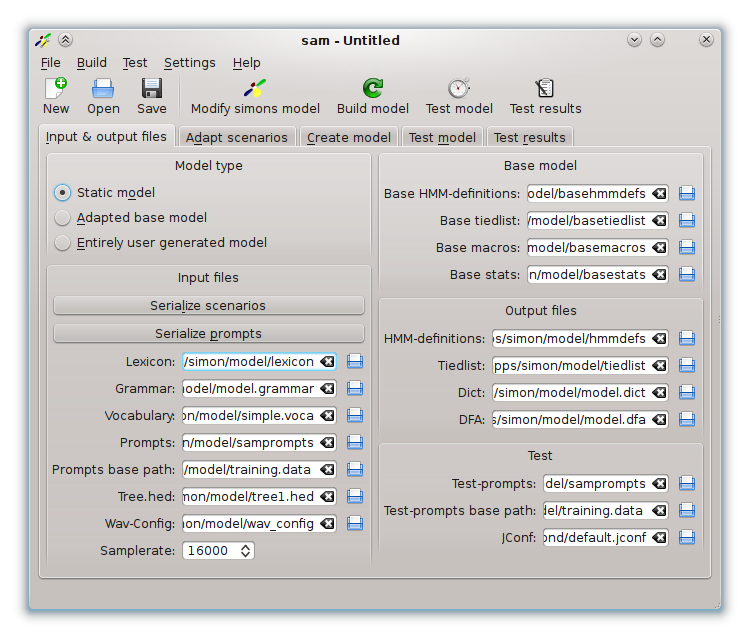 sam - Untitled
File Build Test Settings Help
New Open Save Modify simons model Build model Test model Test results
Input & output files Adapt scenarios Create model Test model Test results
Model type
Static model
Adapted base model
Entirely user generated model
Input files
Serialize scenarios
Serialize prompts
Lexicon: /simon/model/lexicon
Grammar: model/model.grammar
Vocabulary: on/model/simple.voca
Prompts: n/model/samprompts
Prompts base path: /model/training.data
Tree.hed: mon/model/tree1.hed
Wav-Config: on/model/wav_config
Samplerate: 16000
Base model
Base HMM-definitions: odel/basehmmdefs
Base tiedlist: /model/basetiedlist
Base macros: model/basemacros
Base stats: n/model/basestats
Output files
HMM-definitions: ps/simon/model/hmmdefs
Tiedlist: pps/simon/model/tiedlist
Dict: /simon/model/model.dict
DFA: s/simon/model/model.dfa
Test
Test-prompts: del/samprompts
Test-prompts base path: del/training.data
JConf: ond/default.jconf